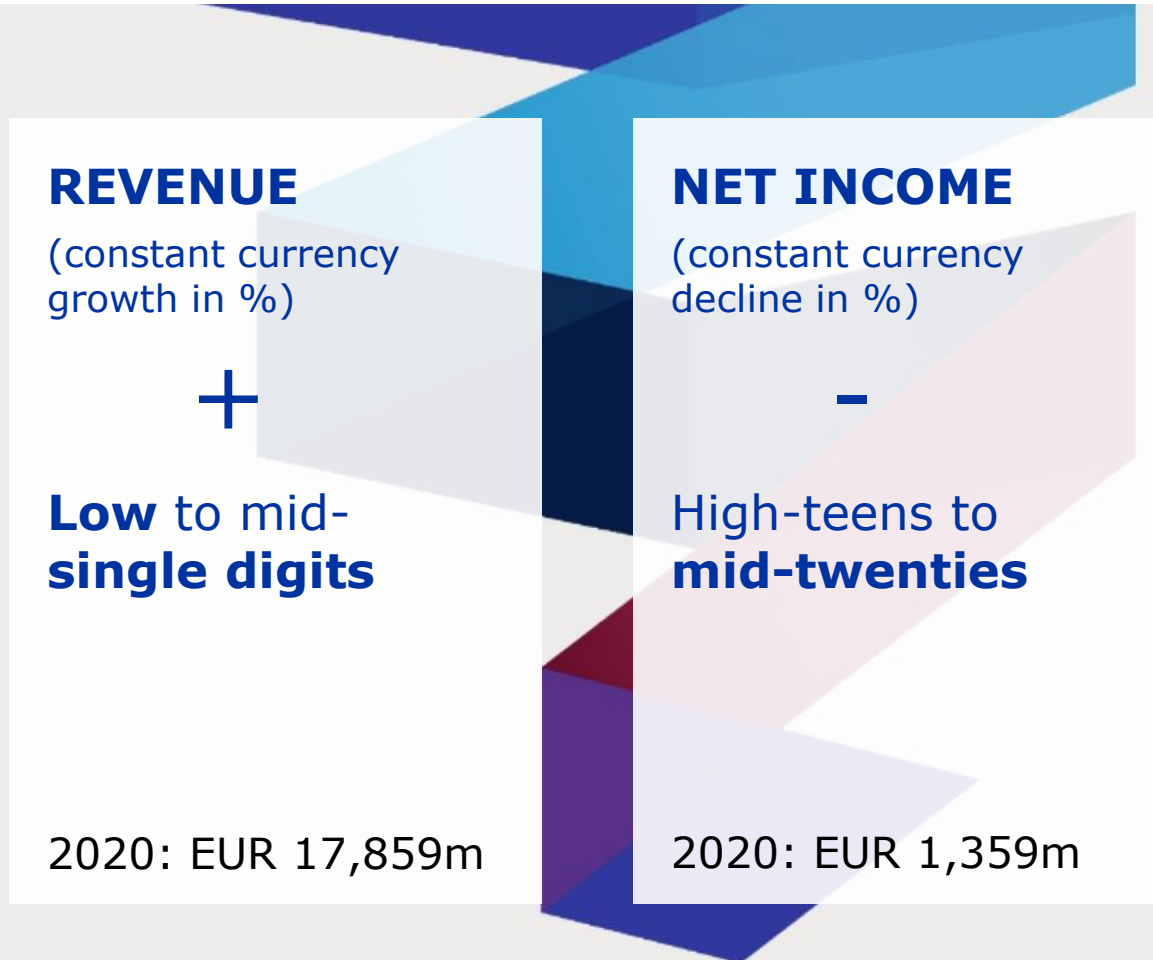 REVENUE
(constant currency
growth in %)
+
Low to mid-
single digits
2020: EUR 17,859m
NET INCOME
(constant currency
decline in %)
-
High-teens to
mid-twenties
2020: EUR 1,359m